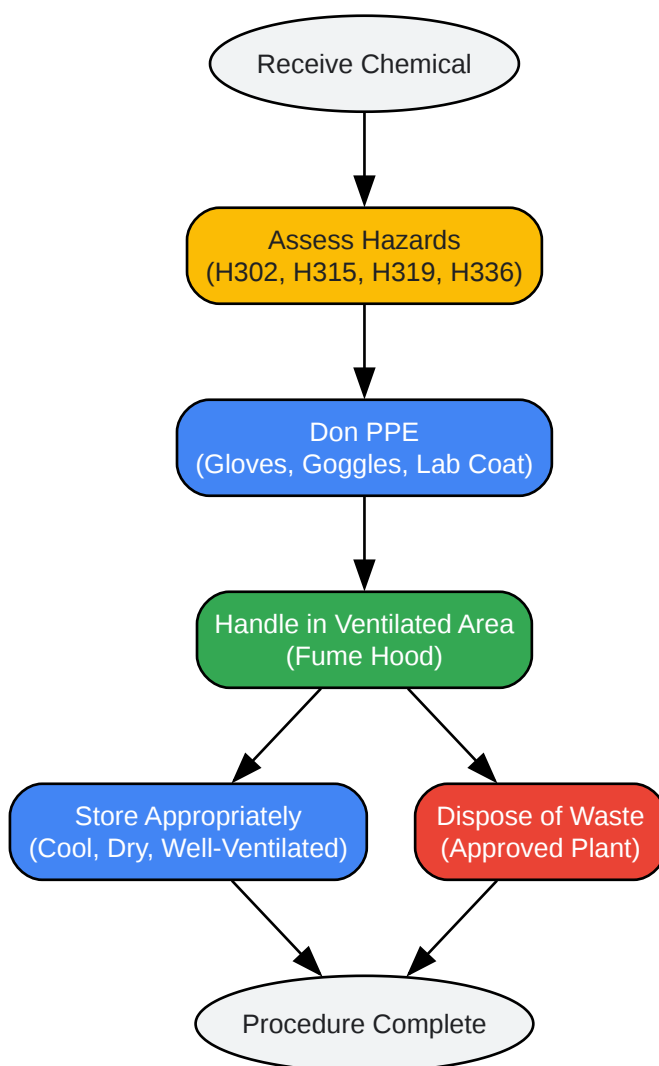 Receive Chemical
Assess Hazards
(H302, H315, H319, H336)
Don PPE
(Gloves, Goggles, Lab Coat)
Handle in Ventilated Area
(Fume Hood)
Store Appropriately
(Cool, Dry, Well-Ventilated)
Dispose of Waste
(Approved Plant)
Procedure Complete